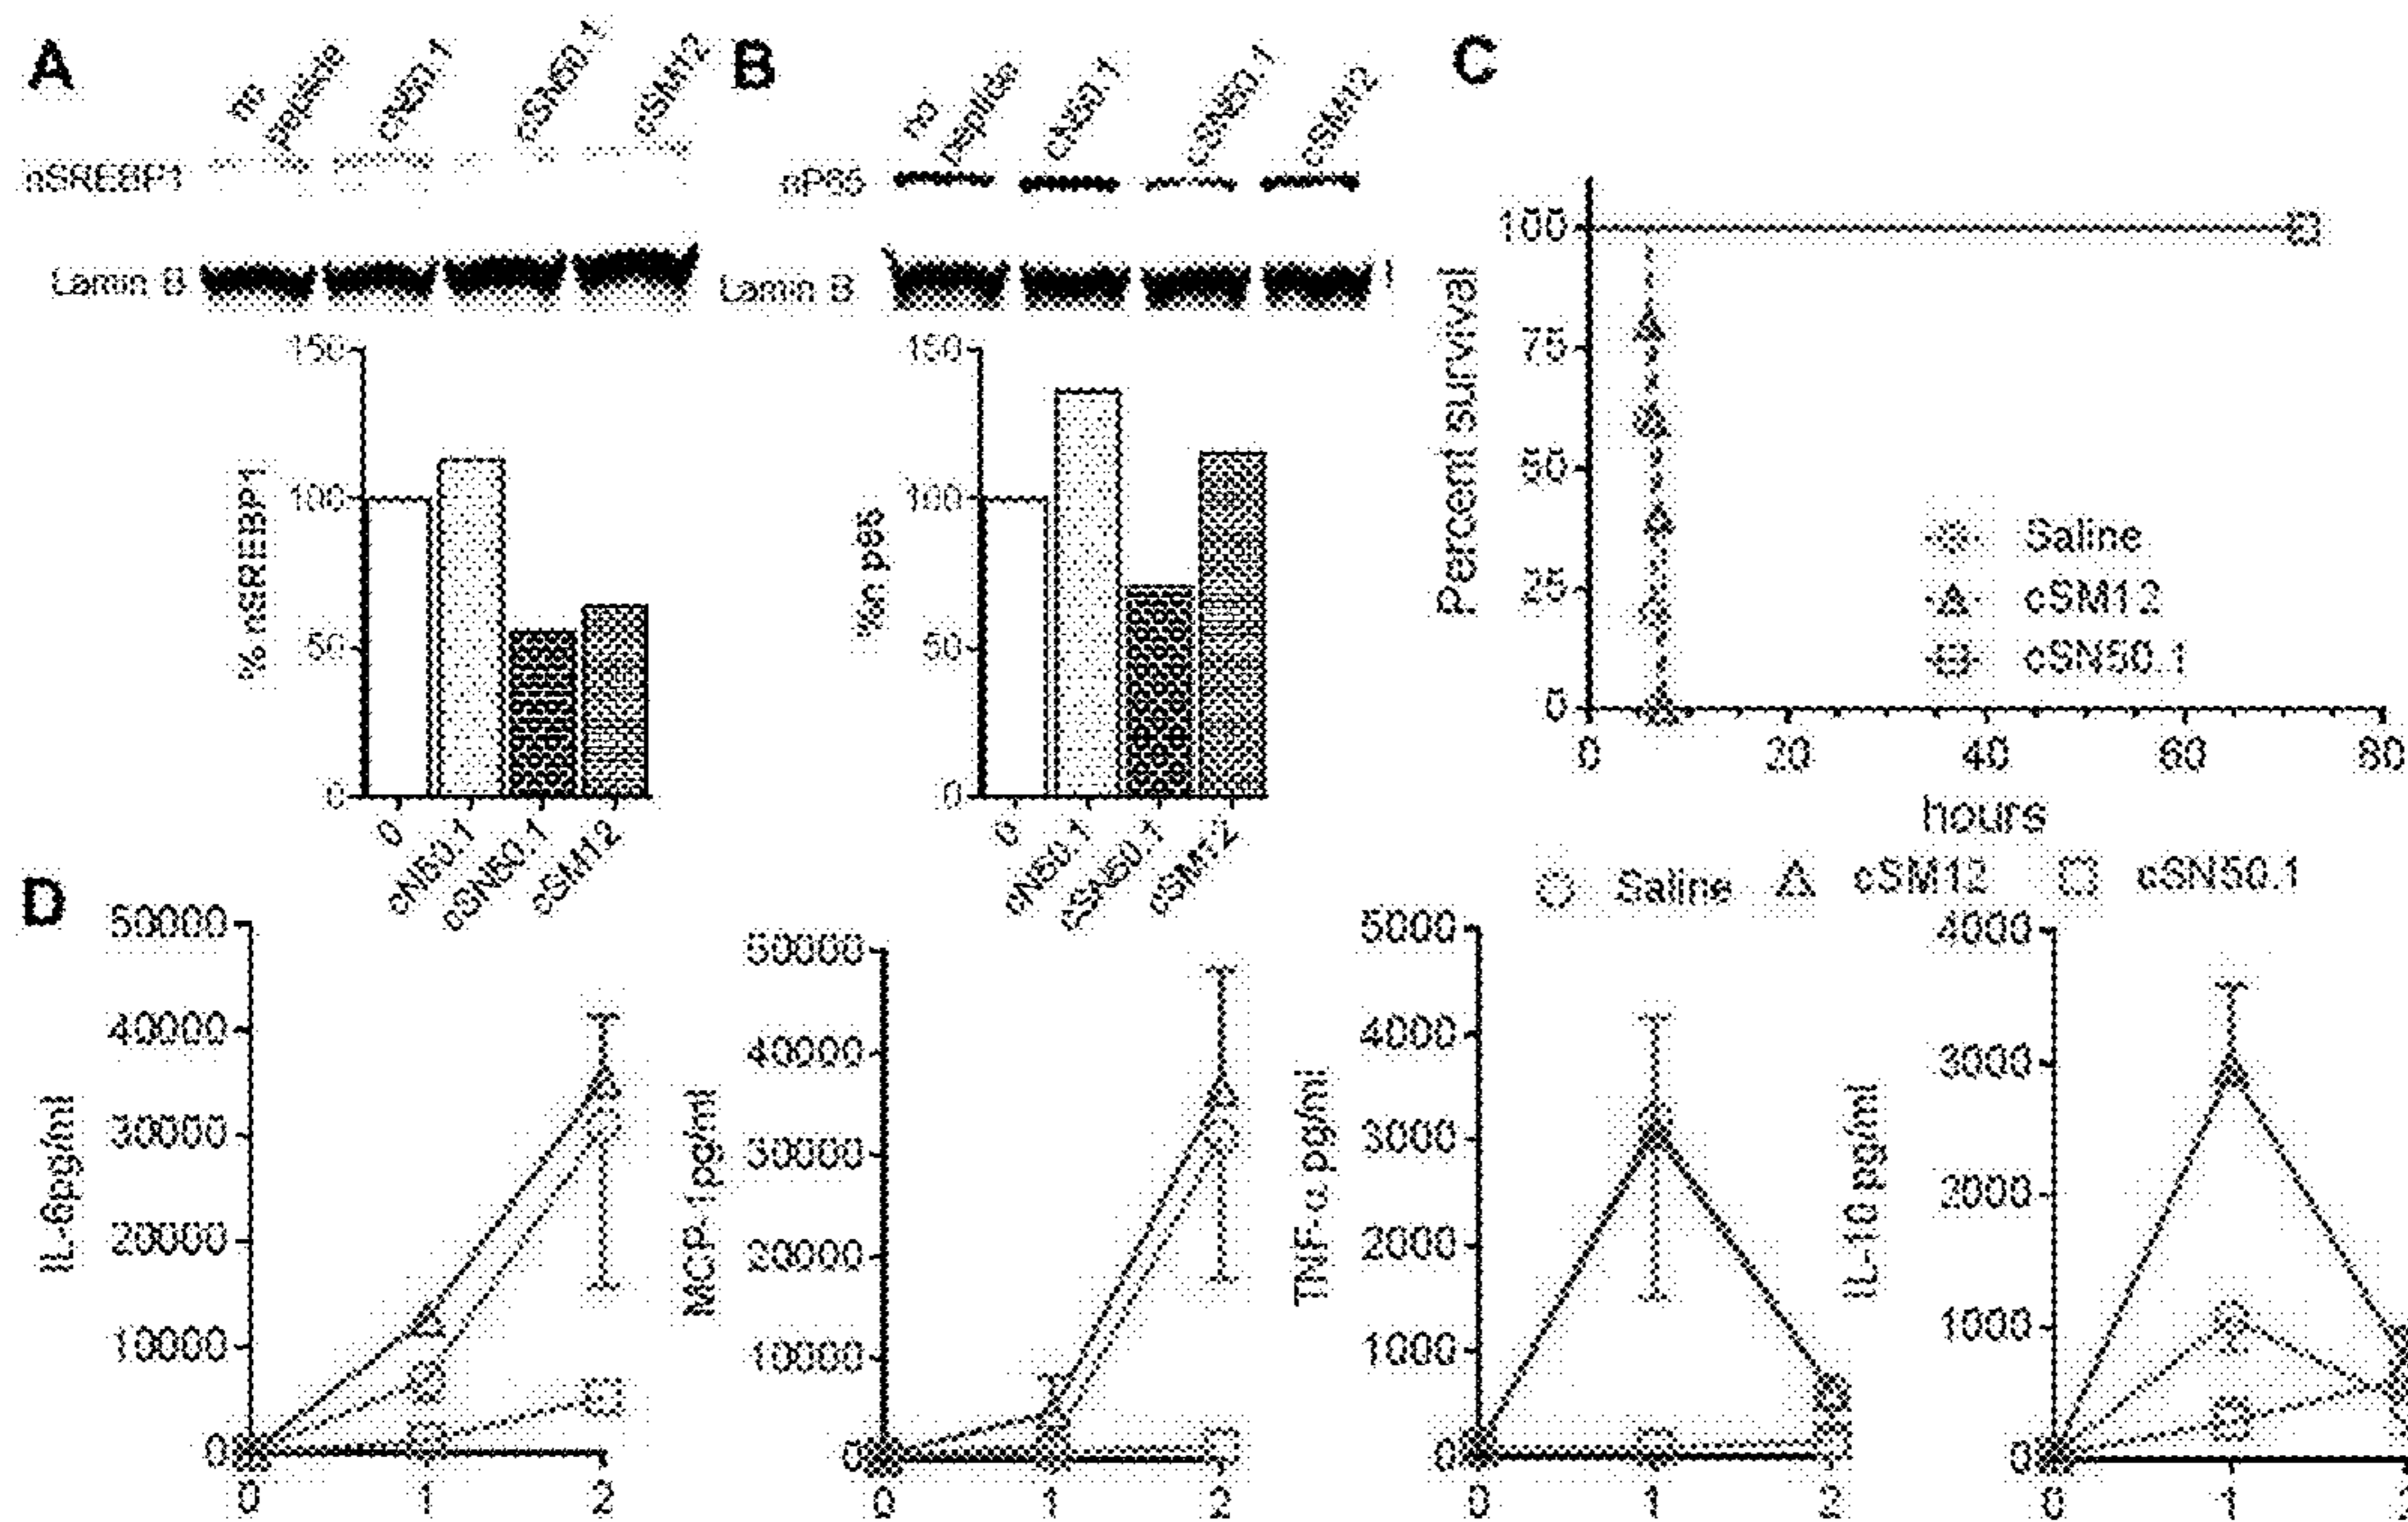 A
no peptide
cN50.1
cSN50.1
cSM12
nSREBP1
Lamin B
150
100
50
0
% nSREBP1
0
cN50.1
cSN50.1
cSM12
B
no peptide
cN50.1
cSN50.1
cSM12
nP65
Lamin B
150
100
50
0
%n p65
0
cN50.1
cSN50.1
cSM12
C
100
75
50
25
0
Percent survival
Saline
cSM12
cSN50.1
0 20 40 60 80
hours
D
Saline cSM12 cSN50.1
50000
40000
30000
20000
10000
0
IL-6pg/ml
0 1 2
50000
40000
30000
20000
10000
0
MCP-1pg/ml
0 1 2
5000
4000
3000
2000
1000
0
TNF-α pg/ml
0 1 2
4000
3000
2000
1000
0
IL-10 pg/ml
0 1